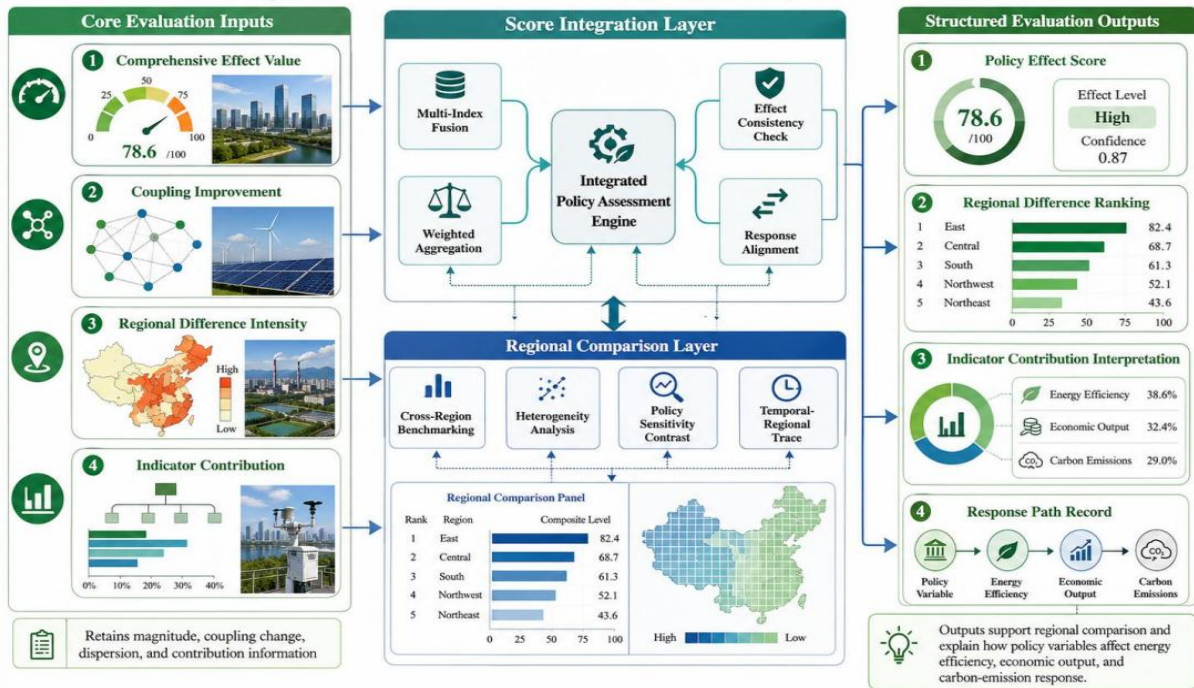 Core Evaluation Inputs
1
Comprehensive Effect Value
0
25
50
75
100
78.6 /100
2
Coupling Improvement
3
Regional Difference Intensity
High
Low
4
Indicator Contribution
0% 10% 20% 30% 40%
Retains magnitude, coupling change,
dispersion, and contribution information
Score Integration Layer
Multi-Index
Fusion
Weighted
Aggregation
Integrated
Policy Assessment
Engine
Effect
Consistency
Check
Response
Alignment
Regional Comparison Layer
Cross-Region
Benchmarking
Heterogeneity
Analysis
Policy
Sensitivity
Contrast
Temporal-
Regional
Trace
Regional Comparison Panel
Rank Region Composite Level
1 East 82.4
2 Central 68.7
3 South 61.3
4 Northwest 52.1
5 Northeast 43.6
0 25 50 75 100
High Low
Structured Evaluation Outputs
1
Policy Effect Score
78.6
/100
Effect Level
High
Confidence
0.87
2
Regional Difference Ranking
1 East 82.4
2 Central 68.7
3 South 61.3
4 Northwest 52.1
5 Northeast 43.6
0 25 50 75 100
3
Indicator Contribution Interpretation
Energy Efficiency 38.6%
Economic Output 32.4%
CO₂ Carbon Emissions 29.0%
4
Response Path Record
CO₂
Policy
Variable
Energy
Efficiency
Economic
Output
Carbon
Emissions
Outputs support regional comparison and
explain how policy variables affect energy
efficiency, economic output, and
carbon-emission response.